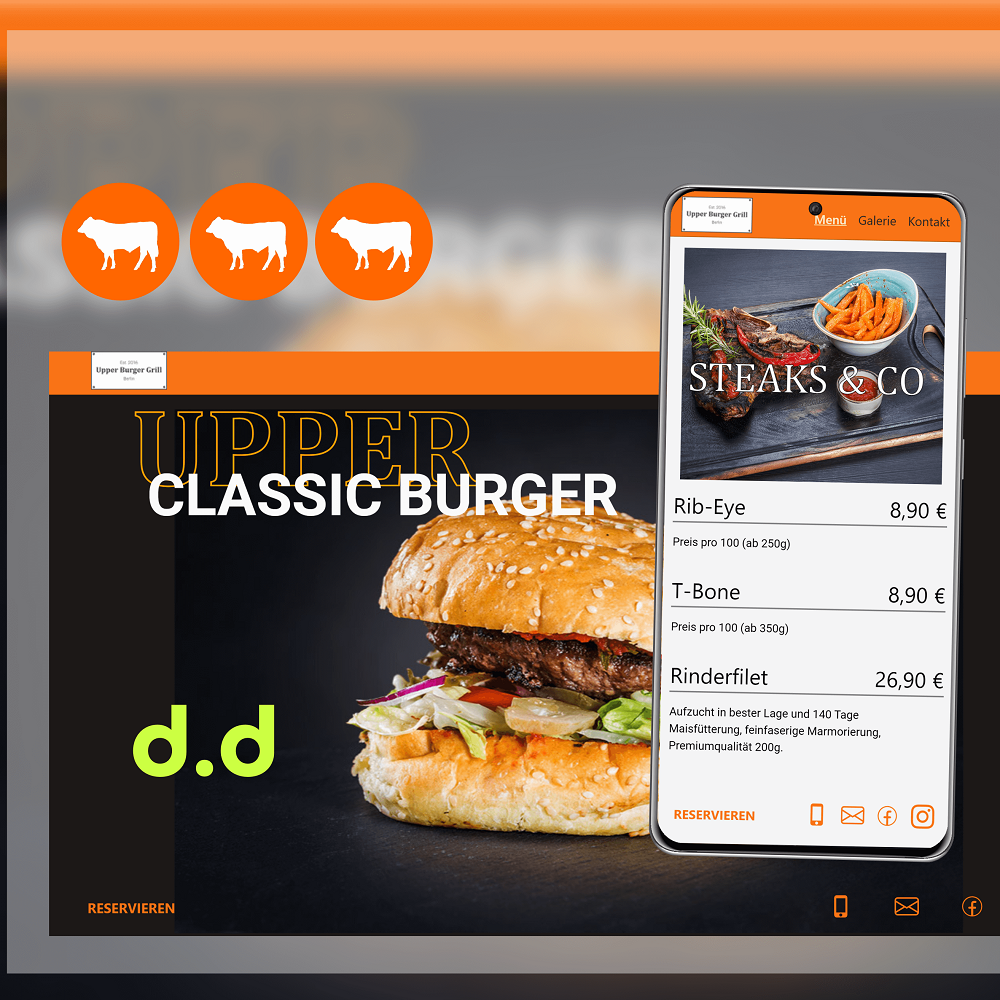 Est. 2016
Upper Burger Grill
Berlin
UPPER
CLASSIC BURGER
d.d
RESERVIEREN
Est. 2016
Upper Burger Grill
Berlin
Menü Galerie Kontakt
STEAKS & CO
Rib-Eye 8,90 €
Preis pro 100 (ab 250g)
T-Bone 8,90 €
Preis pro 100 (ab 350g)
Rinderfilet 26,90 €
Aufzucht in bester Lage und 140 Tage
Maisfütterung, feinfaserige Marmorierung,
Premiumqualität 200g.
RESERVIEREN